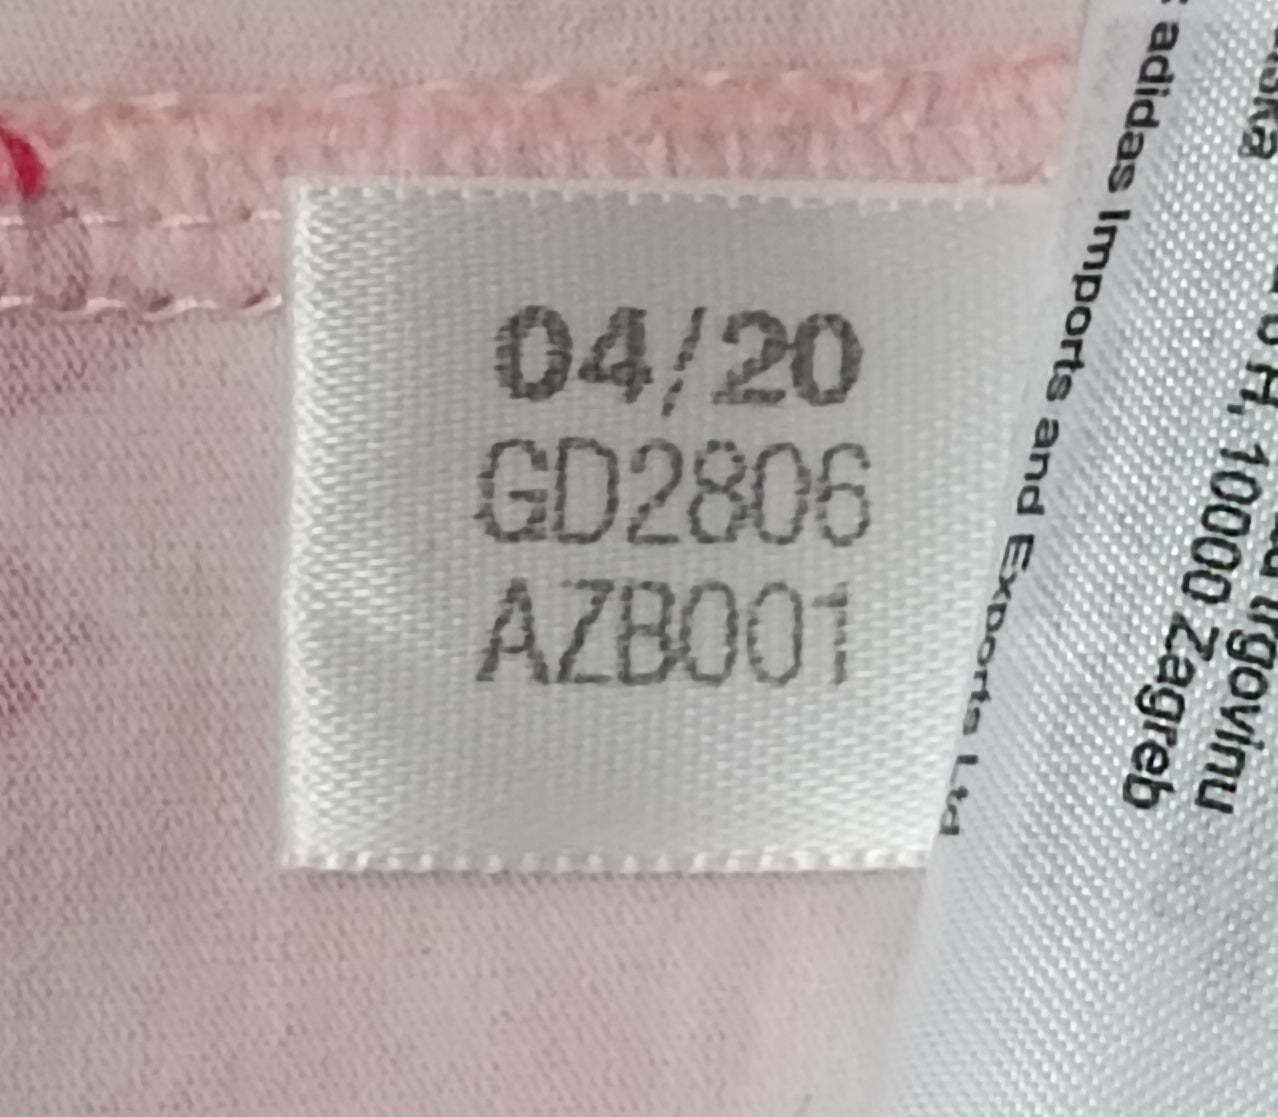 04/20
GD2806
AZB001
adidas Imports and Exports Ltd
10000 Zagreb